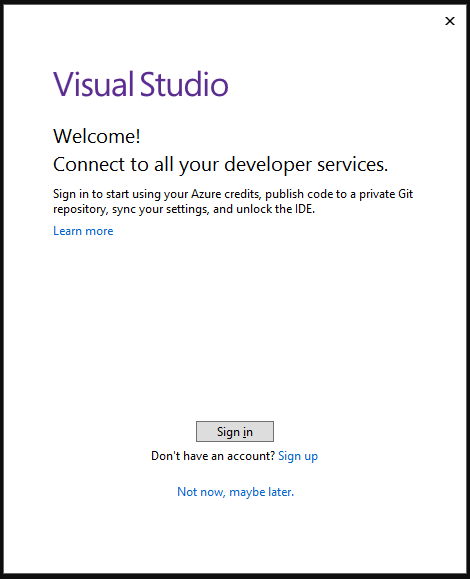 Visual Studio
Welcome!
Connect to all your developer services.
Sign in to start using your Azure credits, publish code to a private Git
repository, sync your settings, and unlock the IDE.
Learn more
Sign in
Don't have an account? Sign up
Not now, maybe later.